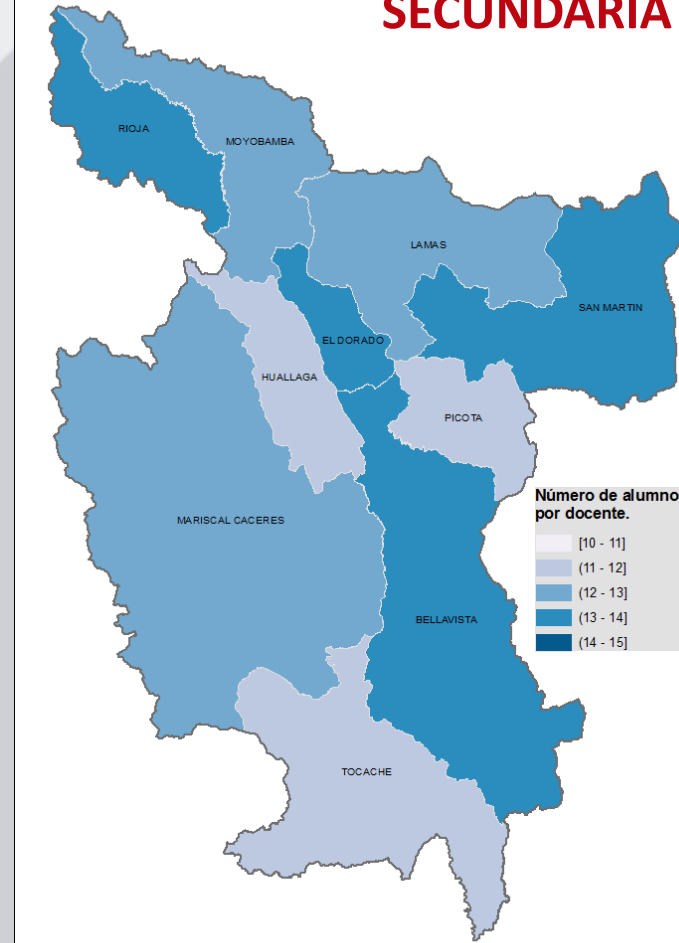 SECUNDARIA
RIOJA
MOYOBAMBA
LAMAS
SAN MARTIN
EL DORADO
HUALLAGA
PICOTA
MARISCAL CACERES
BELLAVISTA
TOCACHE
Número de alumno
por docente.
[10 - 11]
(11 - 12]
(12 - 13]
(13 - 14]
(14 - 15]